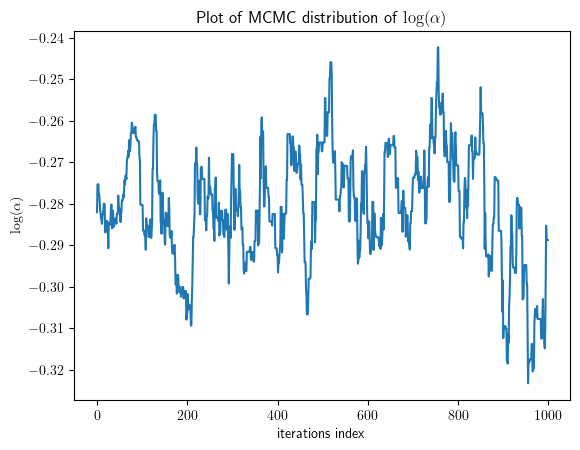 Plot of MCMC distribution of log(α)
−0.24
−0.25
−0.26
−0.27
−0.28
−0.29
−0.30
−0.31
−0.32
log(α)
0 200 400 600 800 1000
iterations index